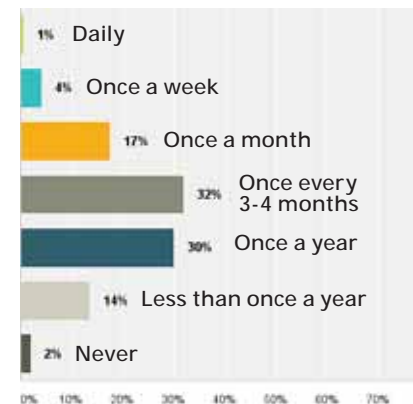 1% Daily
4% Once a week
17% Once a month
32% Once every
3-4 months
30% Once a year
14% Less than once a year
2% Never
0% 10% 20% 30% 40% 50% 60% 70%